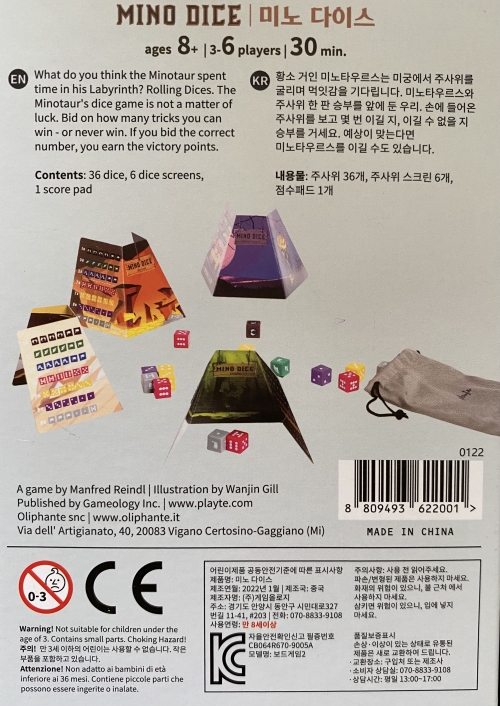 MINO DICE | 미노 다이스
ages 8+ | 3-6 players | 30 min.
EN
What do you think the Minotaur spent
time in his Labyrinth? Rolling Dices. The
Minotaur's dice game is not a matter of
luck. Bid on how many tricks you can
win - or never win. If you bid the correct
number, you earn the victory points.
Contents: 36 dice, 6 dice screens,
1 score pad
KR
황소 거인 미노타우르스는 미궁에서 주사위를
굴리며 먹잇감을 기다립니다. 미노타우르스와
주사위 한 판 승부를 앞에 둔 우리. 손에 들어온
주사위를 보고 몇 번 이길 지, 이길 수 없을 지
승부를 거세요. 예상이 맞는다면
미노타우르스를 이길 수도 있습니다.
내용물: 주사위 36개, 주사위 스크린 6개,
점수패드 1개
MINO DICE
MINO DICE
MINO DICE
0122
A game by Manfred Reindl | Illustration by Wanjin Gill
Published by Gameology Inc. | www.playte.com
Oliphante snc | www.oliphante.it
Via dell' Artigianato, 40, 20083 Vigano Certosino-Gaggiano (Mi)
8 809493 622001 >
MADE IN CHINA
0-3
CE
Warning! Not suitable for children under the
age of 3. Contains small parts. Choking Hazard!
주의! 만 3세 이하의 어린이는 사용할 수 없습니다. 작은
부품을 포함하고 있습니다.
Attenzione! Non adatto ai bambini di età
inferiore ai 36 mesi. Contiene piccole parti che
possono essere ingerite o inalate.
어린이제품 공동안전기준에 따른 표시사항
제품명: 미노 다이스
제조연월: 2022년 1월 | 제조국: 중국
제조자명: (주)게임올로지
주소: 경기도 안양시 동안구 시민대로327
번길 11-41, #203 | 전화: 070-8833-9108
사용연령: 만 8세이상
KC
자율안전확인신고 필증번호
CB064R670-9005A
모델명: 보드게임2
주의사항: 사용 전 읽어주세요.
파손/변형된 제품은 사용하지 마세요.
화재의 위험이 있으니, 불 근처 에서
사용하지 마세요.
삼키면 위험이 있으니, 입에 넣지
마세요.
품질보증표시
손상·이상이 있는 상태로 유통된
제품은 새로 교환하여 드립니다.
·교환장소: 구입처 또는 제조사
·소비자 상담실: 070-8833-9108
·상담시간: 평일 13:00~17:00